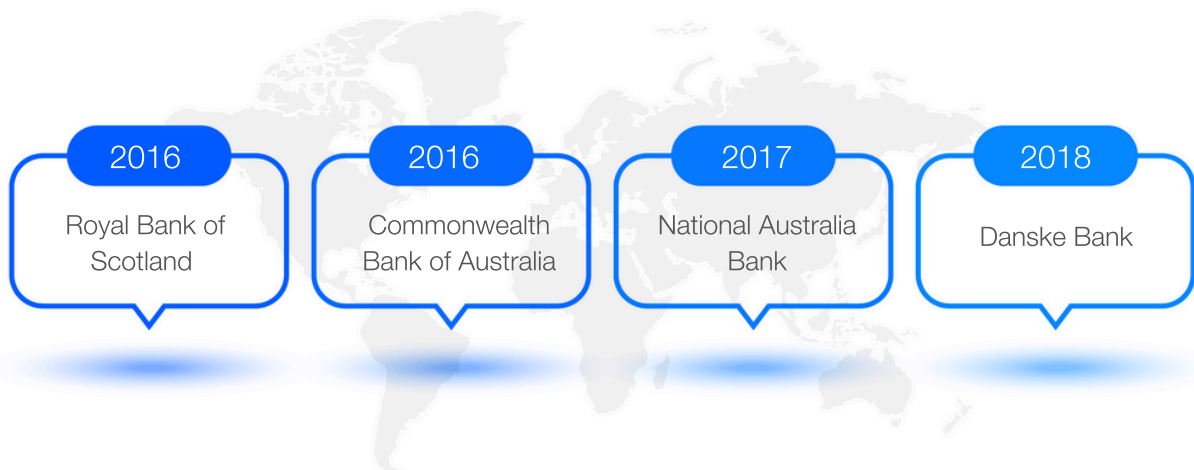 2016
Royal Bank of
Scotland
2016
Commonwealth
Bank of Australia
2017
National Australia
Bank
2018
Danske Bank